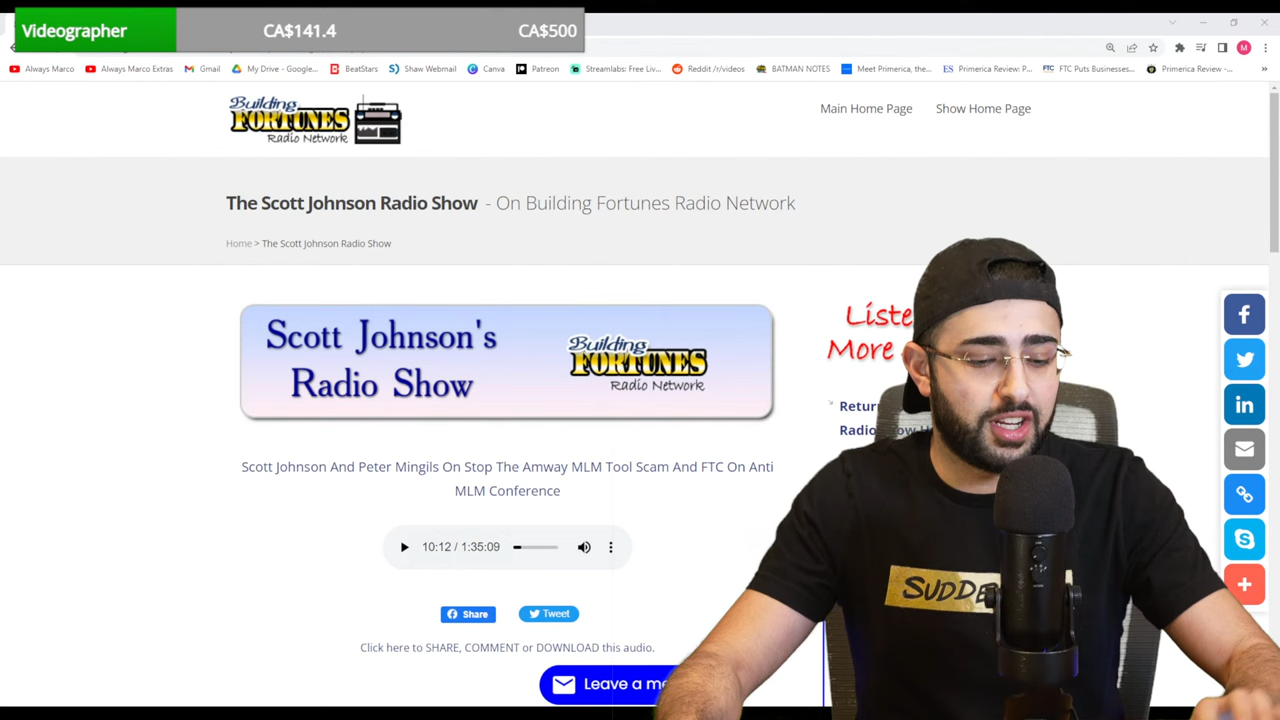 Videographer CA$141.4 CA$500
Always Marco Always Marco Extras Gmail My Drive - Google... BeatStars Shaw Webmail Canva Patreon Streamlabs: Free Liv... Reddit /r/videos BATMAN NOTES Meet Primerica, the... Primerica Review: P... FTC Puts Businesses... Primerica Review -...
Building
FORTUNES
Radio Network
Main Home Page Show Home Page
The Scott Johnson Radio Show - On Building Fortunes Radio Network
Home > The Scott Johnson Radio Show
Scott Johnson's
Radio Show
Building
FORTUNES
Radio Network
Liste
More
Return
Radio Show H
Scott Johnson And Peter Mingils On Stop The Amway MLM Tool Scam And FTC On Anti
MLM Conference
10:12 / 1:35:09
Share Tweet
Click here to SHARE, COMMENT or DOWNLOAD this audio.
Leave a me
SUDDE